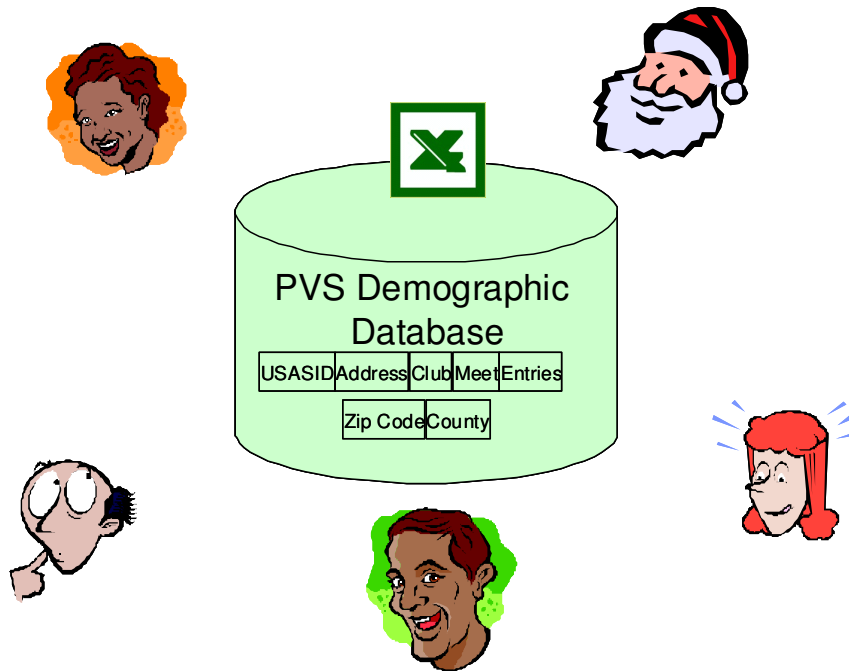 PVS Demographic
Database
USASID Address Club Meet Entries
Zip Code County